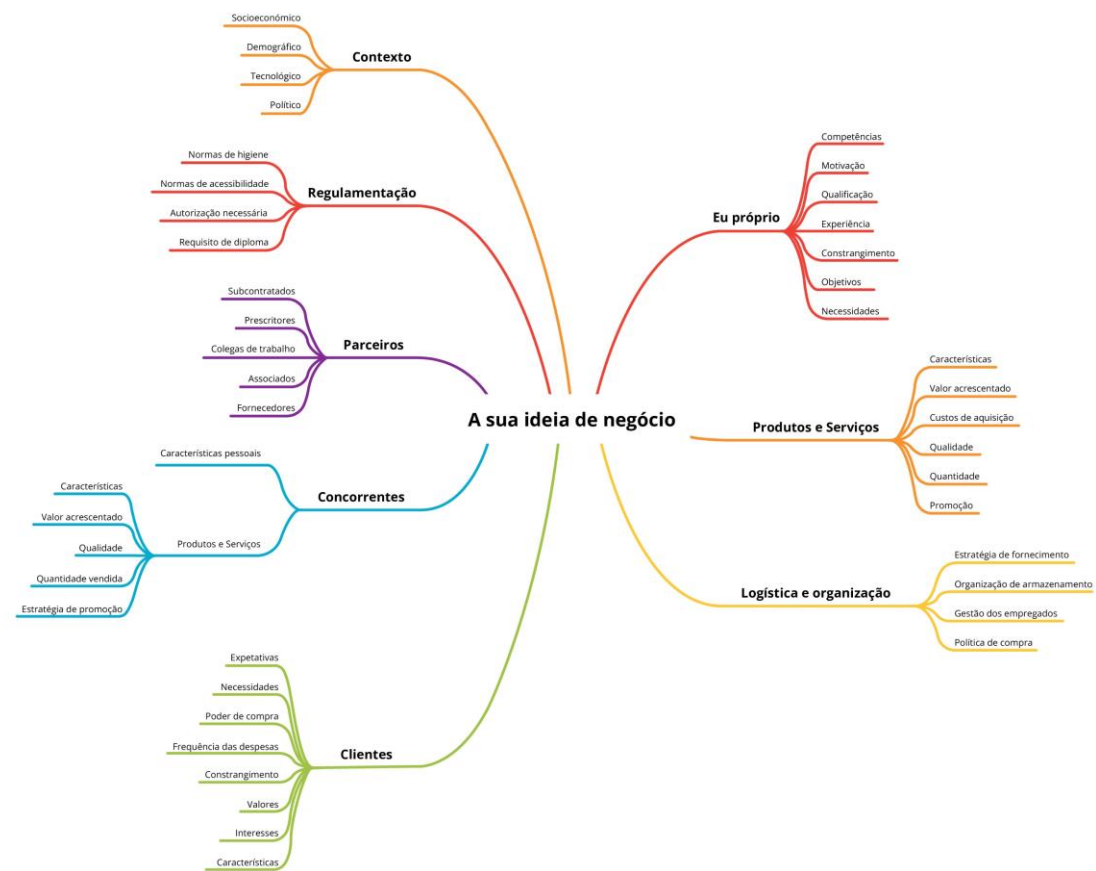 Socioeconómico
Demográfico
Tecnológico
Político
Contexto
Normas de higiene
Normas de acessibilidade
Autorização necessária
Requisito de diploma
Regulamentação
Subcontratados
Prescritores
Colegas de trabalho
Associados
Fornecedores
Parceiros
Características pessoais
Concorrentes
Produtos e Serviços
Características
Valor acrescentado
Qualidade
Quantidade vendida
Estratégia de promoção
Expetativas
Necessidades
Poder de compra
Frequência das despesas
Constrangimento
Valores
Interesses
Características
Clientes
A sua ideia de negócio
Eu próprio
Competências
Motivação
Qualificação
Experiência
Constrangimento
Objetivos
Necessidades
Produtos e Serviços
Características
Valor acrescentado
Custos de aquisição
Qualidade
Quantidade
Promoção
Logística e organização
Estratégia de fornecimento
Organização de armazenamento
Gestão dos empregados
Política de compra